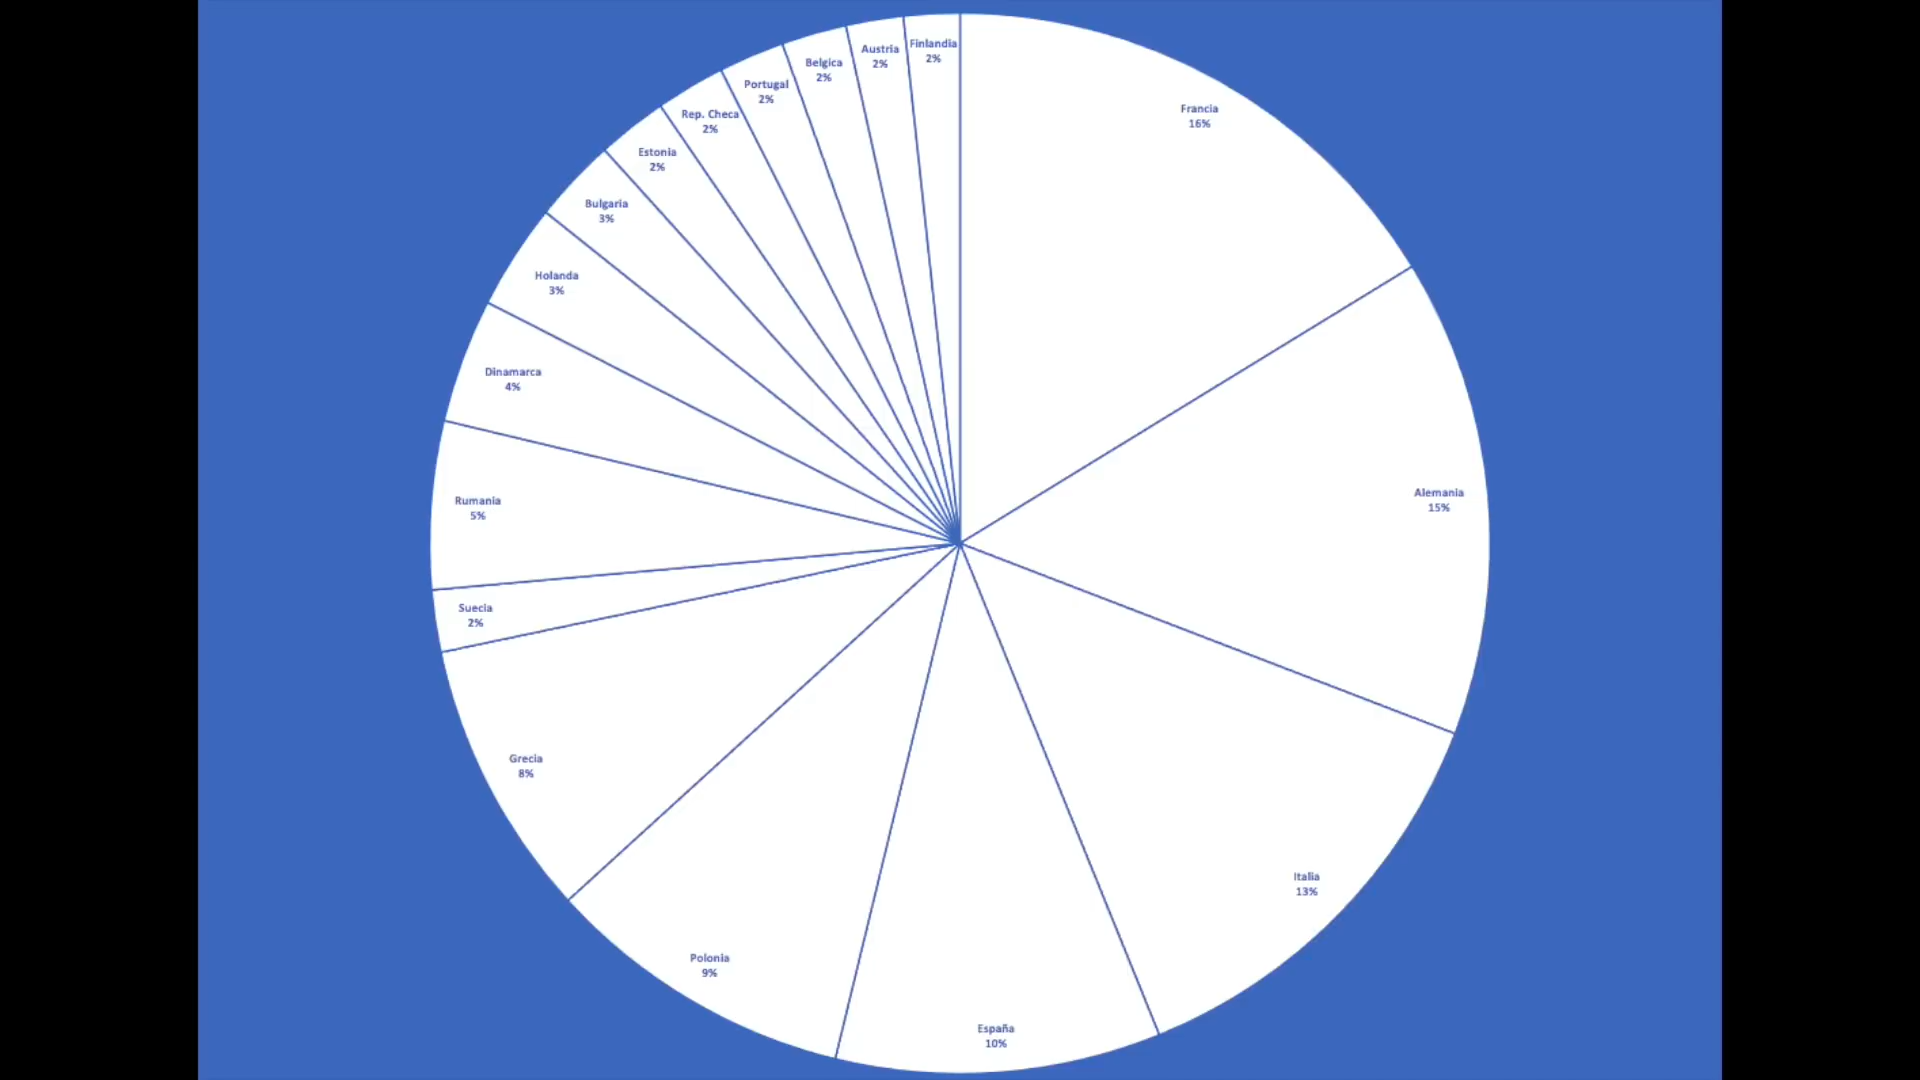 Francia
16%
Alemania
15%
Italia
13%
España
10%
Polonia
9%
Grecia
8%
Suecia
2%
Rumania
5%
Dinamarca
4%
Holanda
3%
Bulgaria
3%
Estonia
2%
Rep. Checa
2%
Portugal
2%
Belgica
2%
Austria
2%
Finlandia
2%